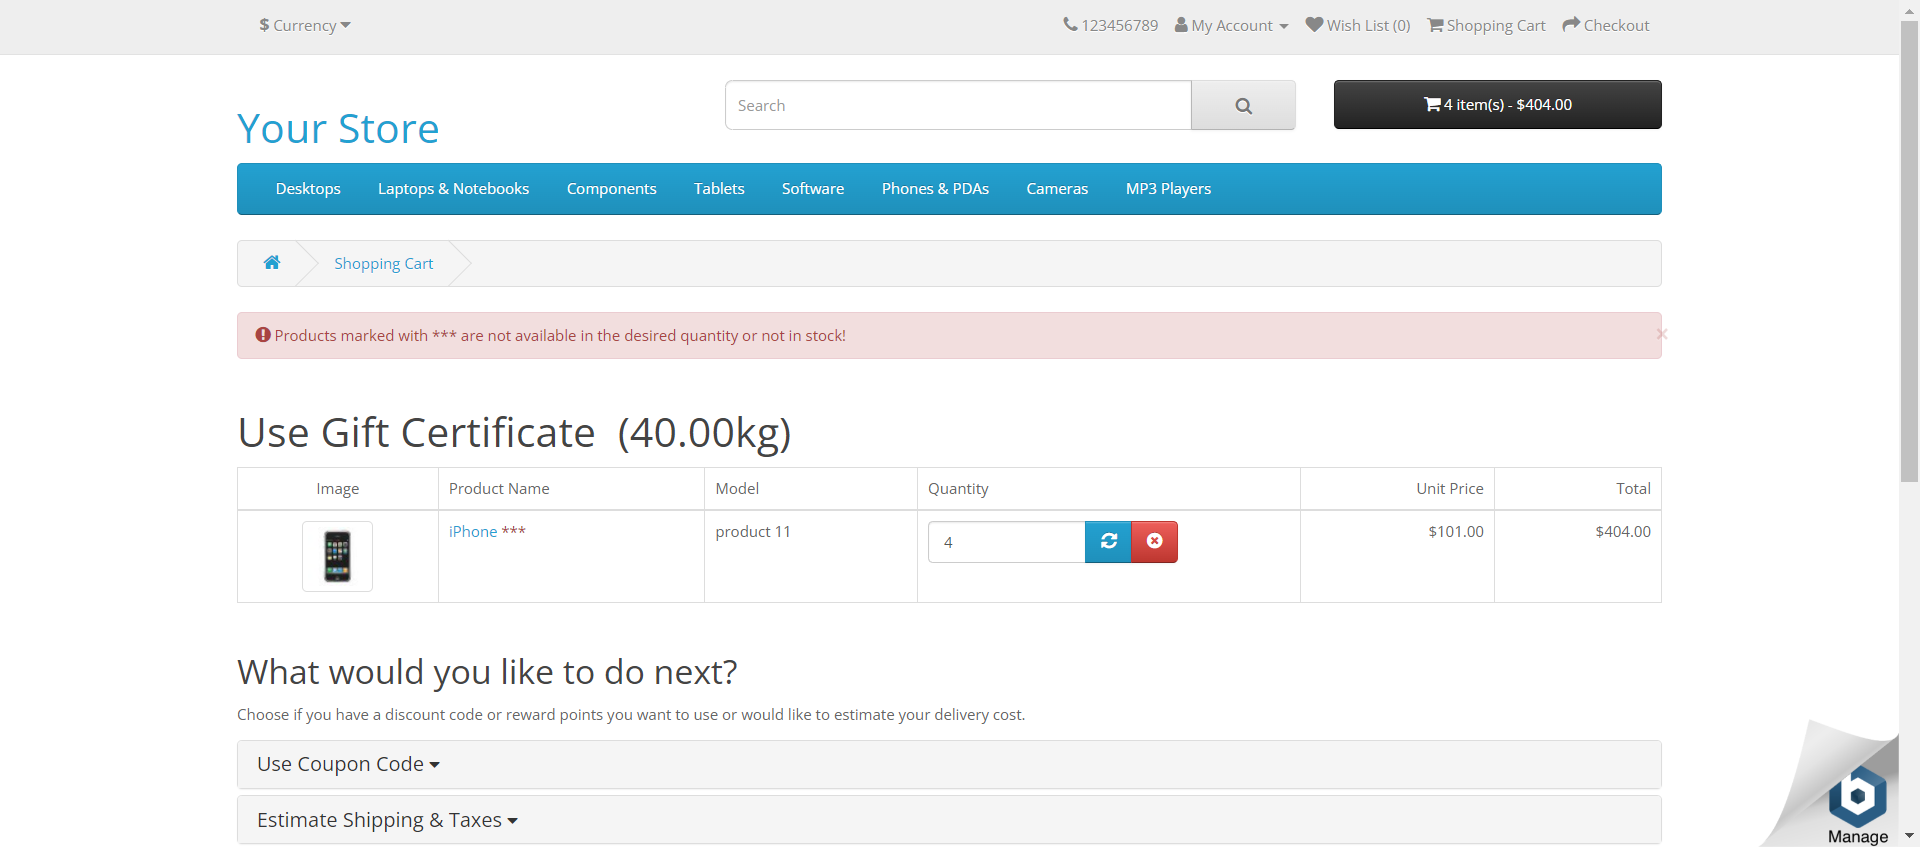 $ Currency
123456789 My Account Wish List (0) Shopping Cart Checkout
Your Store
Search
4 item(s) - $404.00
Desktops Laptops & Notebooks Components Tablets Software Phones & PDAs Cameras MP3 Players
Shopping Cart
Products marked with *** are not available in the desired quantity or not in stock!
×
Use Gift Certificate (40.00kg)
Image Product Name Model Quantity Unit Price Total
iPhone *** product 11 4 $101.00 $404.00
What would you like to do next?
Choose if you have a discount code or reward points you want to use or would like to estimate your delivery cost.
Use Coupon Code
Estimate Shipping & Taxes
b
Manage